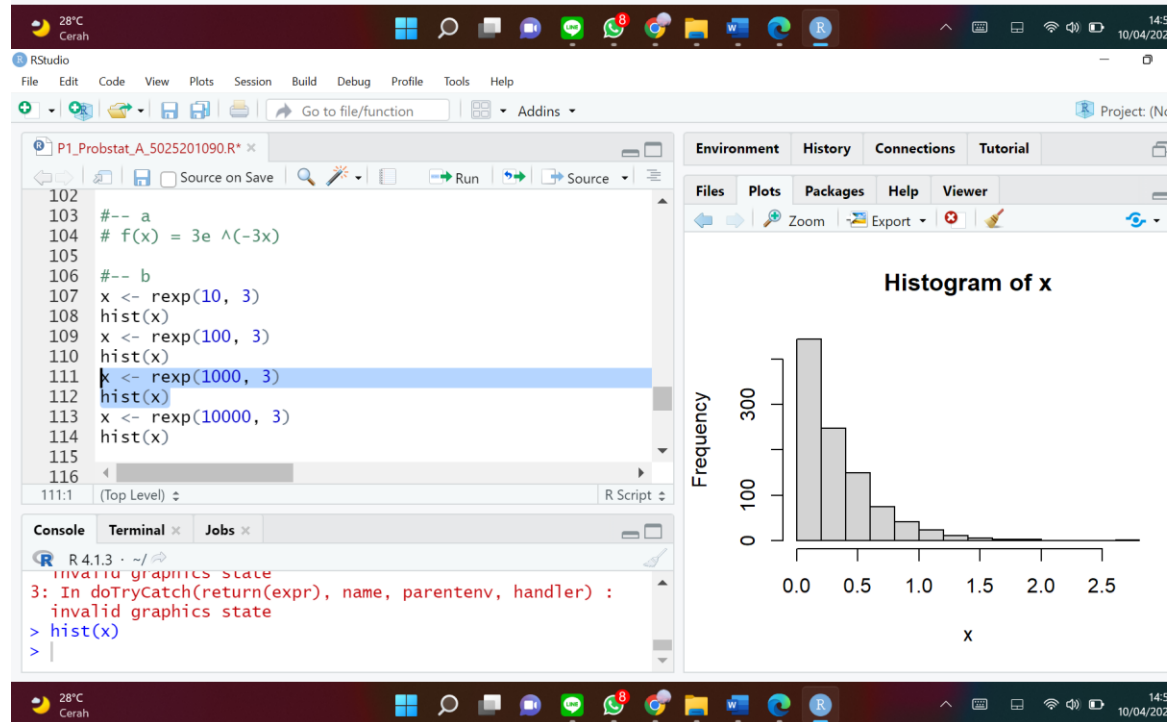 28°C
Cerah
8
R
14:5
10/04/202
RStudio
File Edit Code View Plots Session Build Debug Profile Tools Help
Go to file/function
Addins
Project: (No
P1_Probstat_A_5025201090.R*
Source on Save
Run
Source
102
103 #-- a
104 # f(x) = 3e ^(-3x)
105
106 #-- b
107 x <- rexp(10, 3)
108 hist(x)
109 x <- rexp(100, 3)
110 hist(x)
111 x <- rexp(1000, 3)
112 hist(x)
113 x <- rexp(10000, 3)
114 hist(x)
115
116
111:1 (Top Level) R Script
Console Terminal Jobs
R 4.1.3 · ~/
invalid graphics state
3: In doTryCatch(return(expr), name, parentenv, handler) :
invalid graphics state
> hist(x)
>
Environment History Connections Tutorial
Files Plots Packages Help Viewer
Zoom Export
Histogram of x
Frequency
300
100
0
0.0 0.5 1.0 1.5 2.0 2.5
x
28°C
Cerah
8
R
14:5
10/04/202